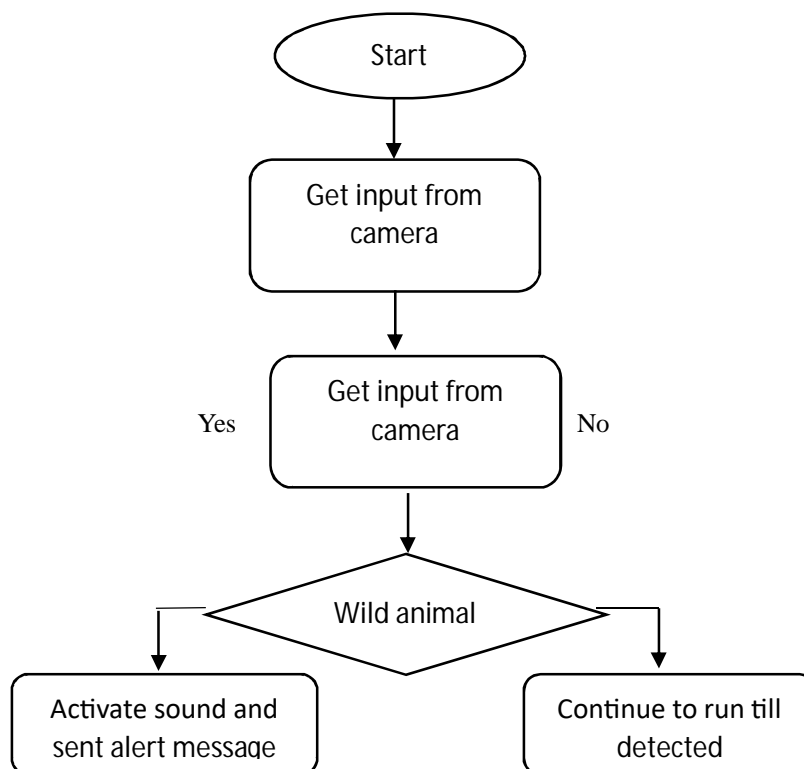 Start
Get input from
camera
Get input from
camera
Yes
No
Wild animal
Activate sound and
sent alert message
Continue to run till
detected